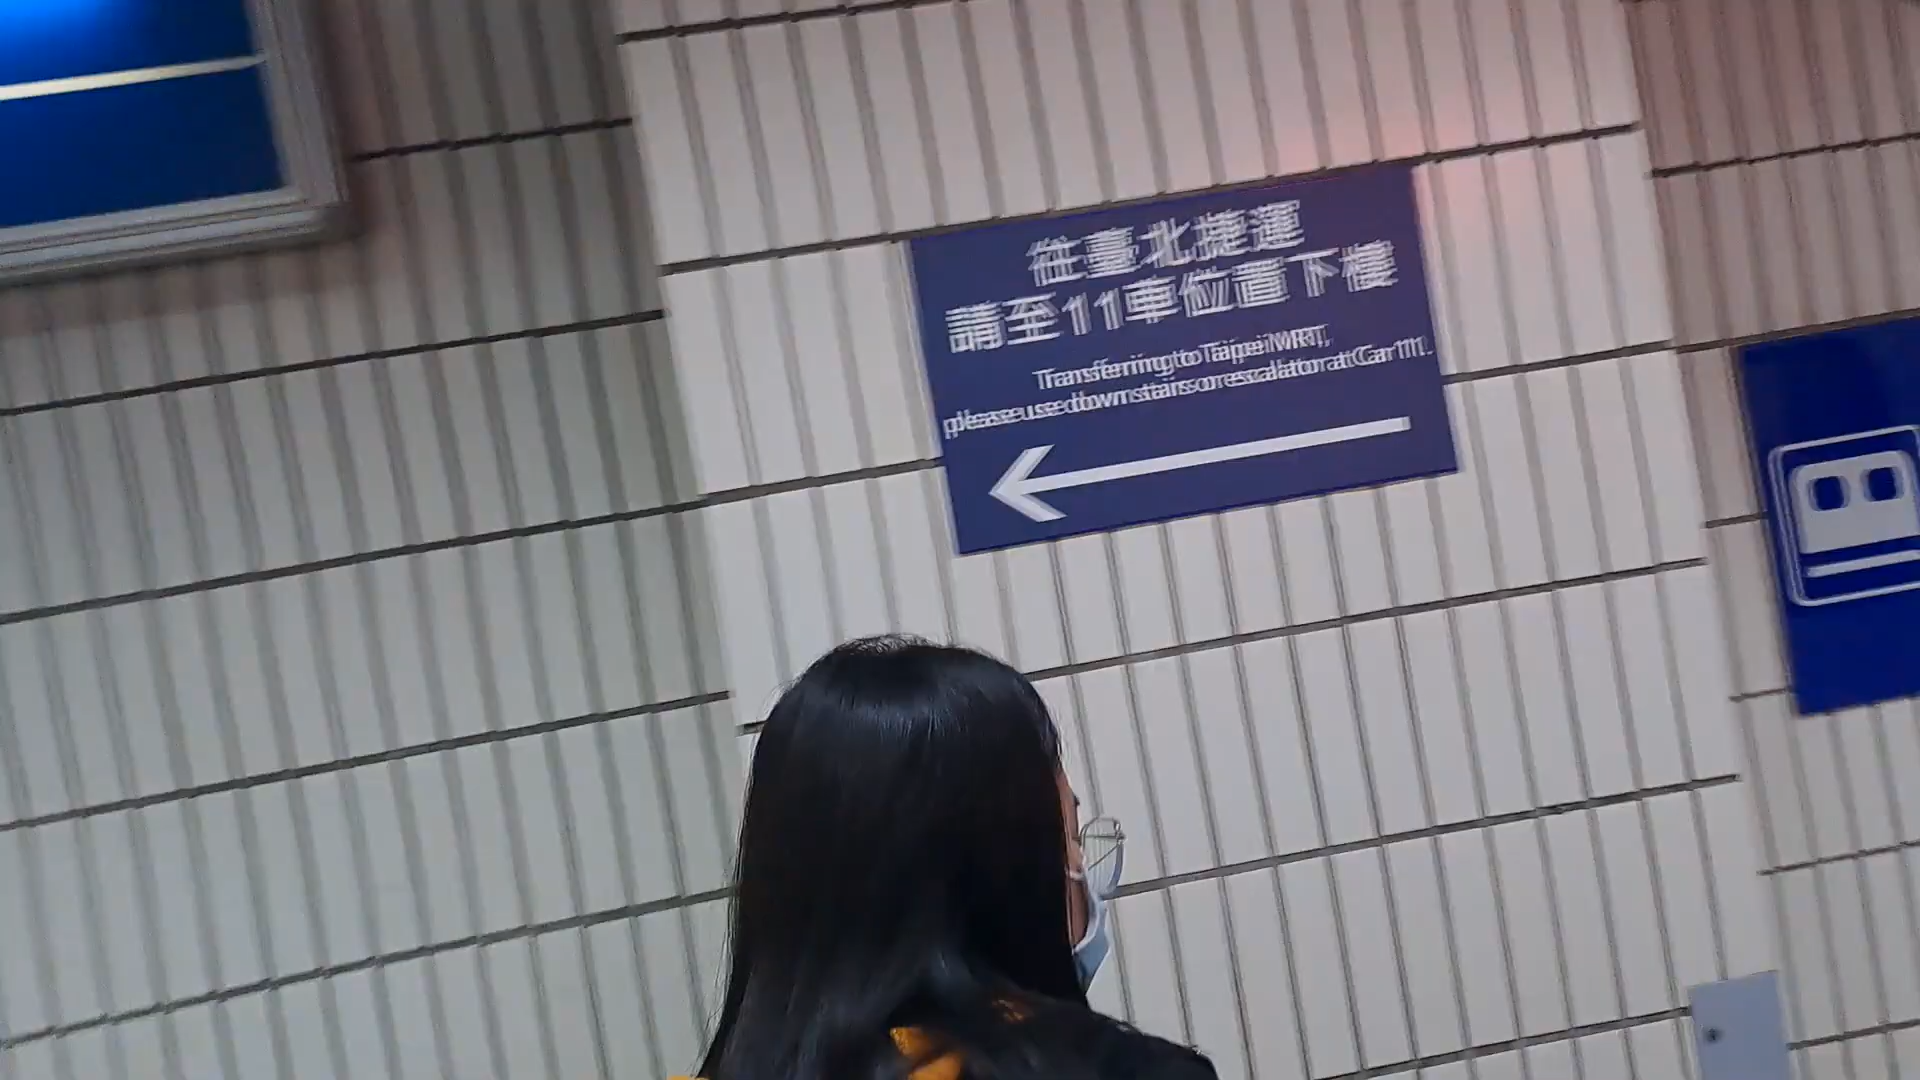 往臺北捷運
請至11車位置下樓
Transferring to Taipei MRT,
please use downstairs or escalator at Car 11.